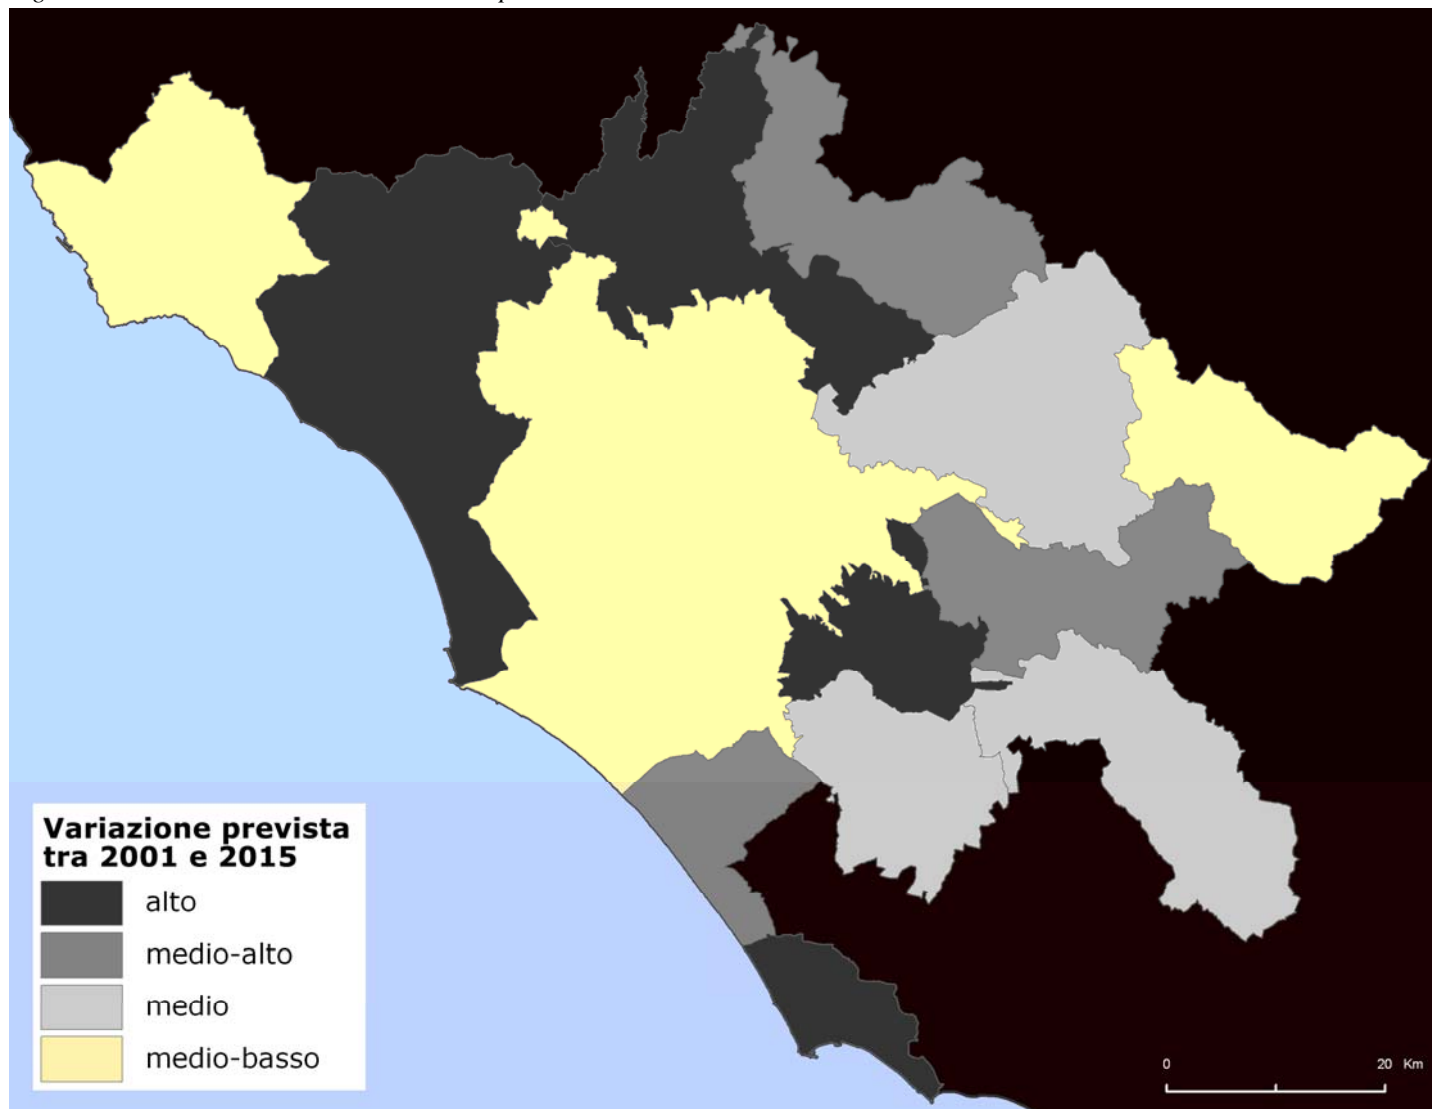 Variazione prevista
tra 2001 e 2015
alto
medio-alto
medio
medio-basso
0 20 Km